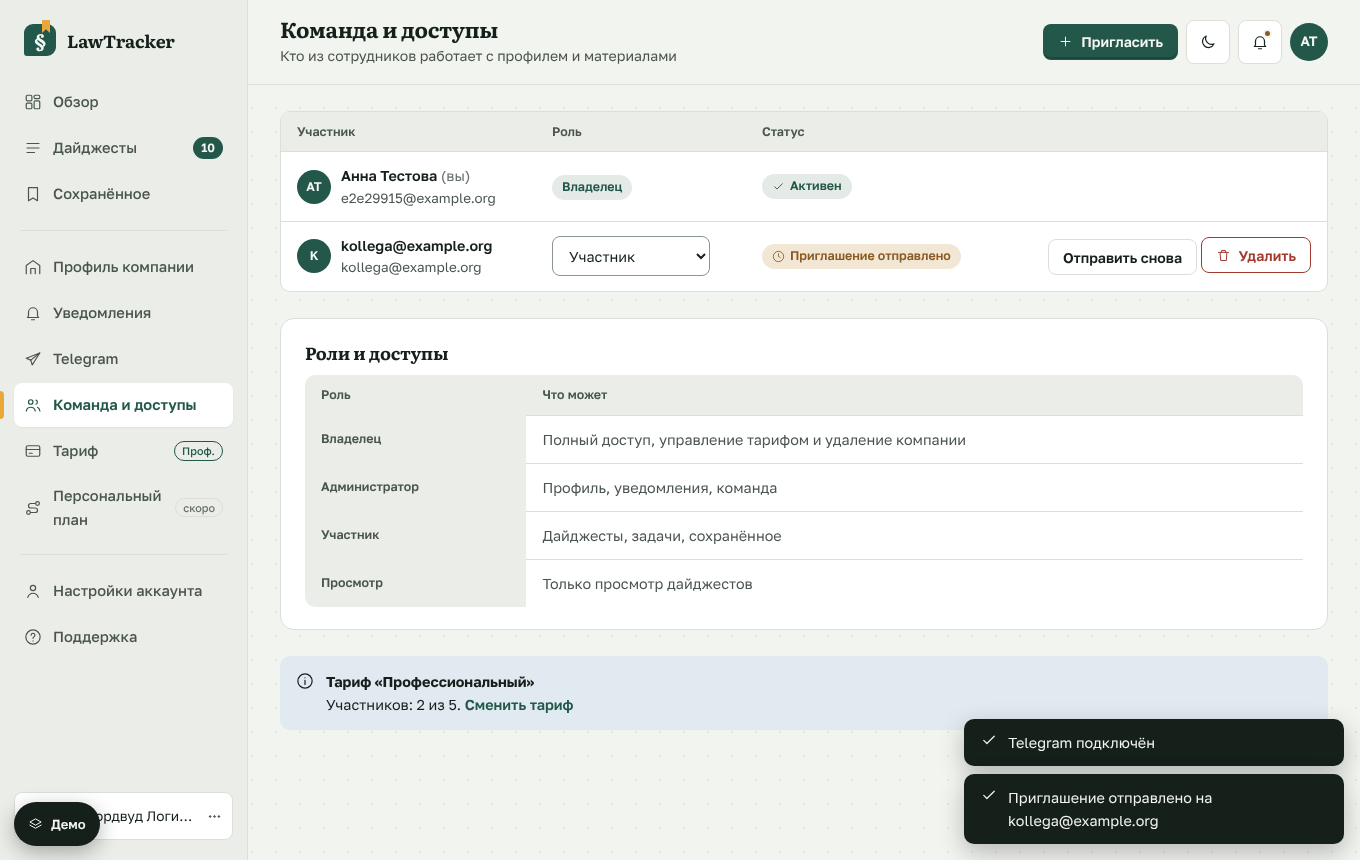 § LawTracker
Обзор
Дайджесты 10
Сохранённое
Профиль компании
Уведомления
Telegram
Команда и доступы
Тариф Проф.
Персональный
план
скоро
Настройки аккаунта
Поддержка
Демо
ордвуд Логи...
Команда и доступы
Кто из сотрудников работает с профилем и материалами
Пригласить
АТ
Участник Роль Статус
АТ
Анна Тестова (вы)
e2e29915@example.org
Владелец
Активен
K
kollega@example.org
kollega@example.org
Участник
Приглашение отправлено
Отправить снова
Удалить
Роли и доступы
Роль Что может
Владелец Полный доступ, управление тарифом и удаление компании
Администратор Профиль, уведомления, команда
Участник Дайджесты, задачи, сохранённое
Просмотр Только просмотр дайджестов
Тариф «Профессиональный»
Участников: 2 из 5. Сменить тариф
Telegram подключён
Приглашение отправлено на
kollega@example.org